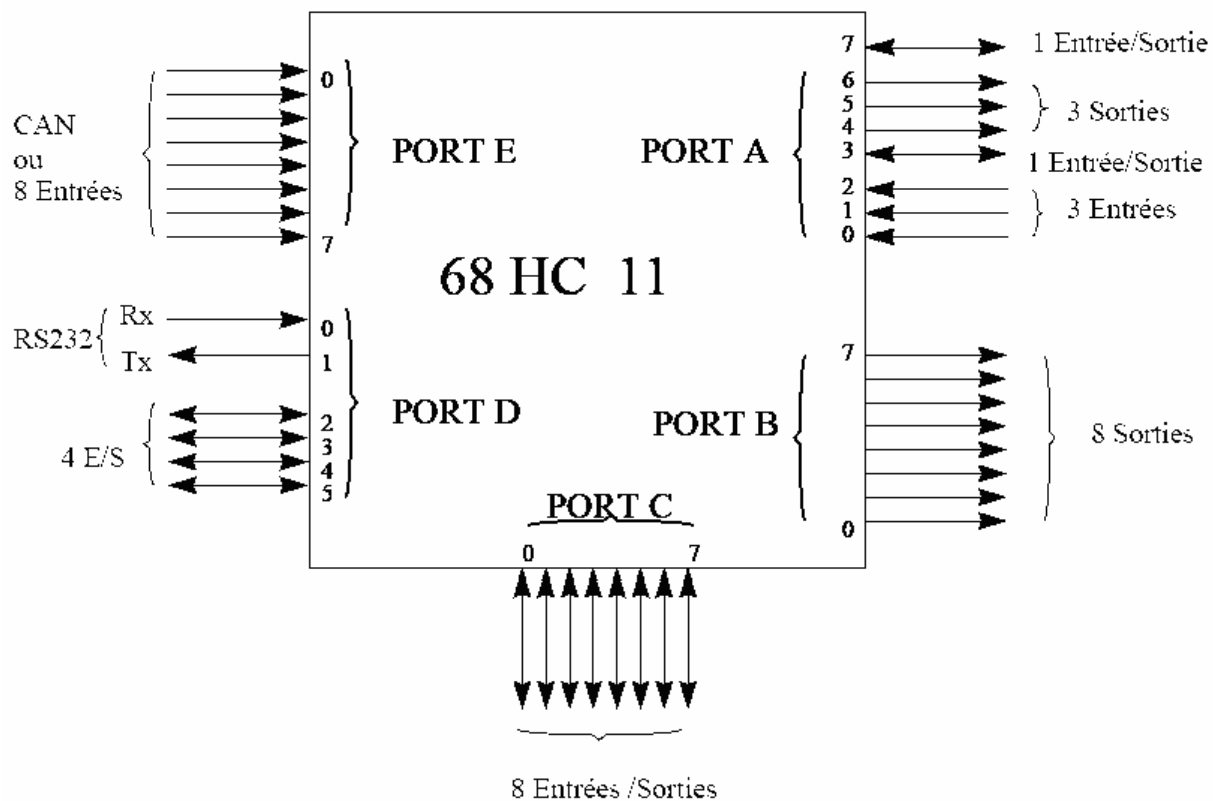 CAN
ou
8 Entrées
0
7
PORT E
RS232
Rx
Tx
0
1
2
3
4
5
PORT D
4 E/S
68 HC 11
PORT A
7
6
5
4
3
2
1
0
1 Entrée/Sortie
3 Sorties
1 Entrée/Sortie
3 Entrées
PORT B
7
0
8 Sorties
PORT C
0
7
8 Entrées /Sorties